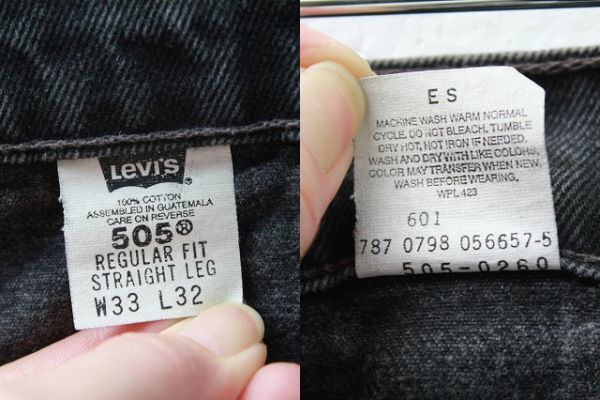 Levi's
®
100% COTTON
ASSEMBLED IN GUATEMALA
CARE ON REVERSE
505®
REGULAR FIT
STRAIGHT LEG
W33 L32
ES
MACHINE WASH WARM NORMAL
CYCLE. DO NOT BLEACH. TUMBLE
DRY HOT. HOT IRON IF NEEDED.
WASH AND DRY WITH LIKE COLORS.
COLOR MAY TRANSFER WHEN NEW.
WASH BEFORE WEARING.
WPL 423
601
787 0798 056657-5
505-0260